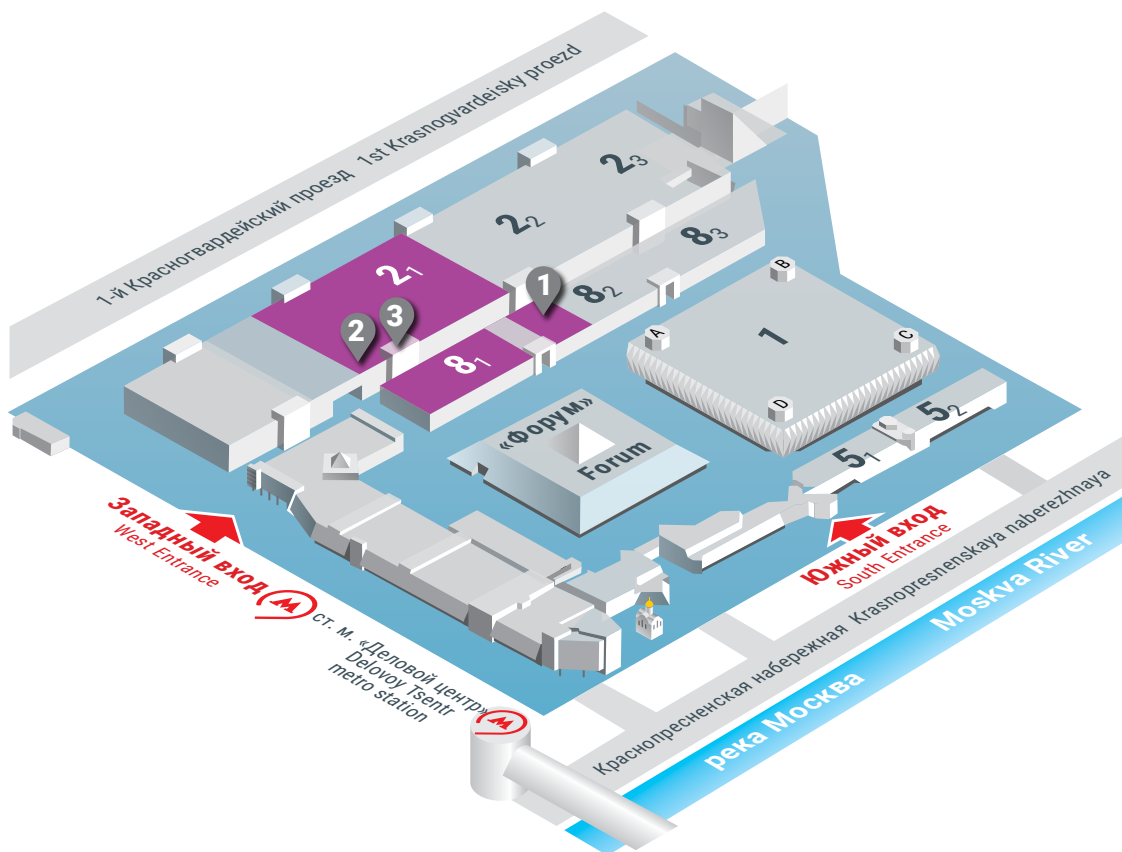 1-й Красногвардейский проезд 1st Krasnogvardeisky proezd
2₃
2₂
2₁
8₃
8₂
8₁
1
2
3
B
A
C
D
1
5₂
5₁
«Форум»
Forum
Западный вход
West Entrance
ст. м. «Деловой центр»
Delovoy Tsentr
metro station
Южный вход
South Entrance
Краснопресненская набережная Krasnopresnenskaya naberezhnaya
река Москва Moskva River